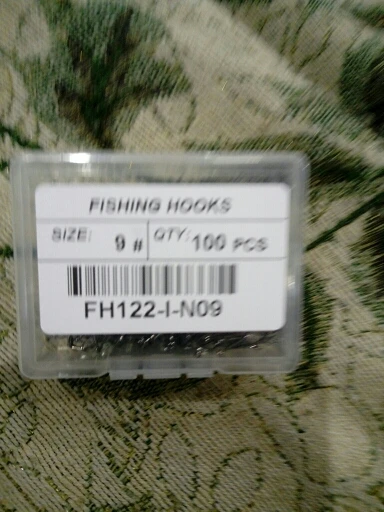 FISHING HOOKS
SIZE: 9 # QTY: 100 PCS
FH122-I-N09